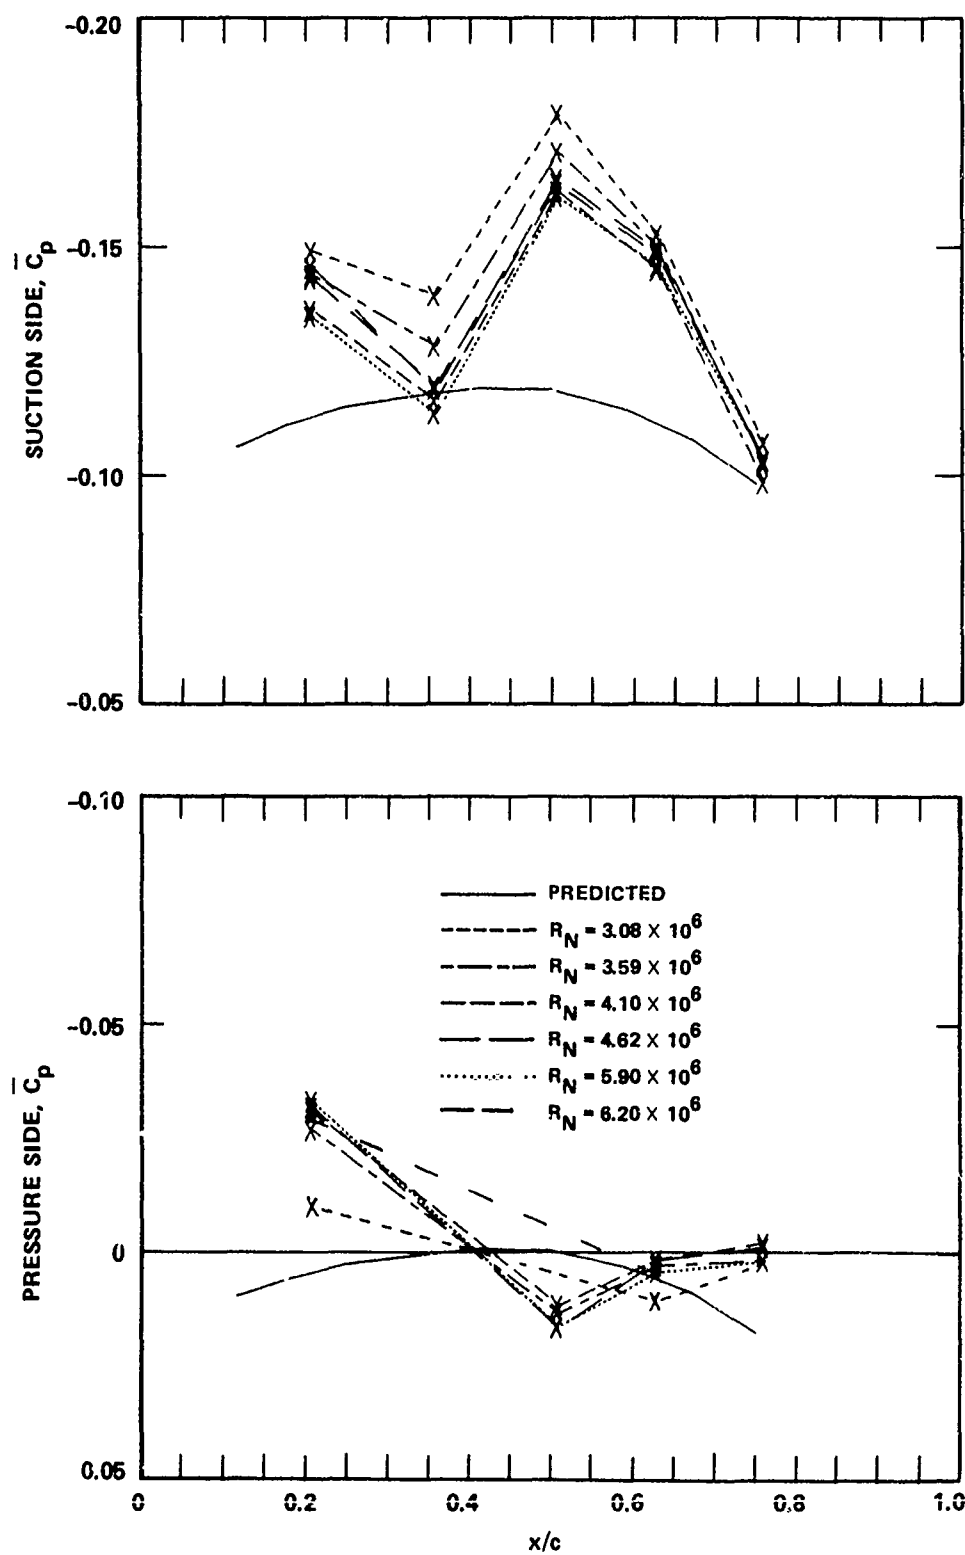 -0.20
-0.15
-0.10
-0.05
SUCTION SIDE, C̅p
-0.10
-0.05
0
0.05
PRESSURE SIDE, C̅p
PREDICTED
RN = 3.08 X 10^6
RN = 3.59 X 10^6
RN = 4.10 X 10^6
RN = 4.62 X 10^6
RN = 5.90 X 10^6
RN = 6.20 X 10^6
0 0.2 0.4 0.6 0.8 1.0
x/c